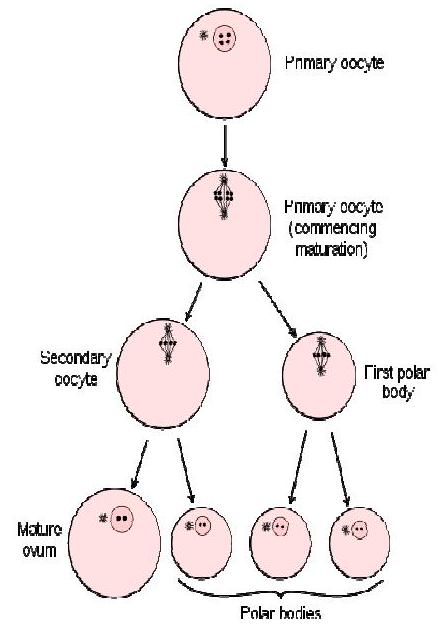 Primary oocyte
Primary oocyte
(commencing
maturation)
Secondary
oocyte
First polar
body
Mature
ovum
Polar bodies